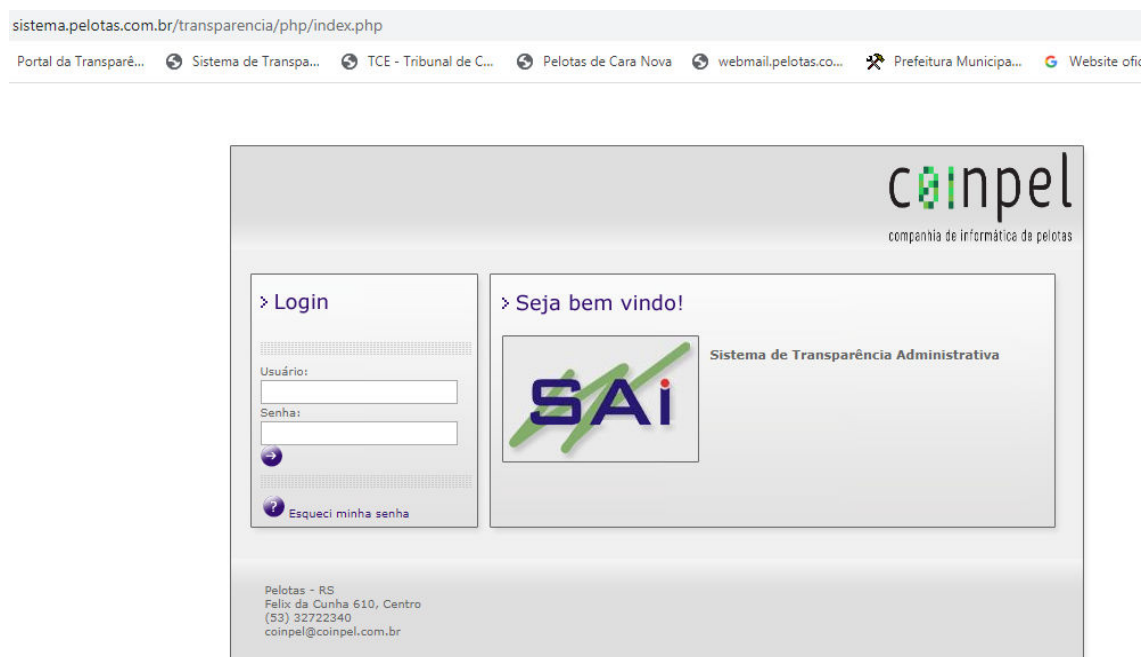 sistema.pelotas.com.br/transparencia/php/index.php
Portal da Transparê... Sistema de Transpa... TCE - Tribunal de C... Pelotas de Cara Nova webmail.pelotas.co... Prefeitura Municipa... G Website ofic
coinpel
companhia de informática de pelotas
Login
Usuário:
Senha:
?
Esqueci minha senha
Seja bem vindo!
SAi
Sistema de Transparência Administrativa
Pelotas - RS
Felix da Cunha 610, Centro
(53) 32722340
coinpel@coinpel.com.br